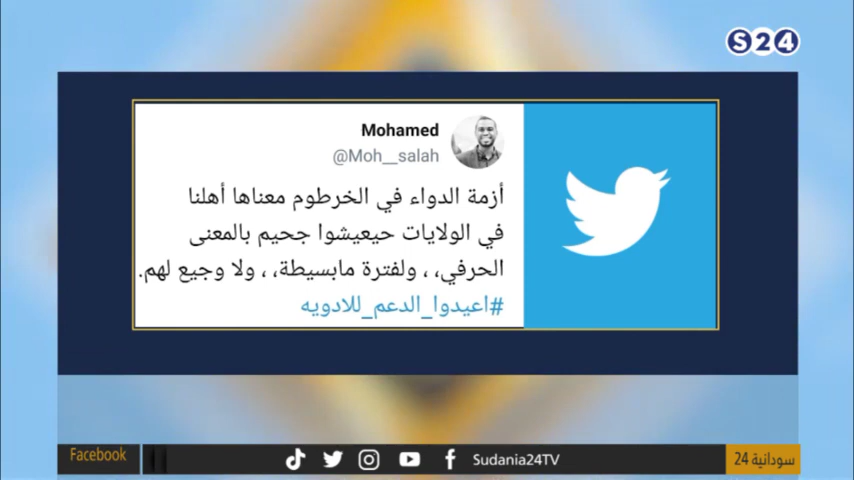 S24
Mohamed
@Moh__salah
أزمة الدواء في الخرطوم معناها أهلنا
في الولايات حيعيشوا جحيم بالمعنى
الحرفي، ، ولفترة مابسيطة، ، ولا وجيع لهم.
#اعيدوا_الدعم_للادويه
Facebook
Sudania24TV
سودانية 24